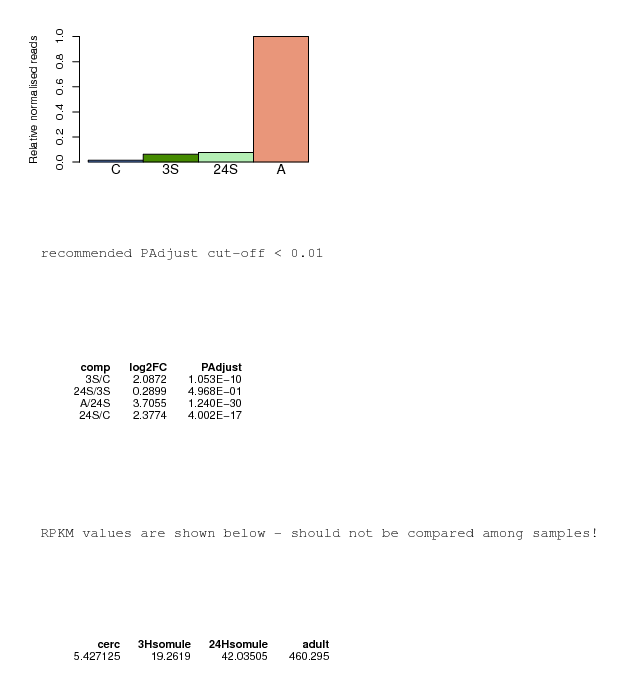 Relative normalised reads
1.0
0.8
0.6
0.4
0.2
0.0
C 3S 24S A
recommended PAdjust cut-off < 0.01
comp log2FC PAdjust
3S/C 2.0872 1.053E-10
24S/3S 0.2899 4.968E-01
A/24S 3.7055 1.240E-30
24S/C 2.3774 4.002E-17
RPKM values are shown below - should not be compared among samples!
cerc 3Hsomule 24Hsomule adult
5.427125 19.2619 42.03505 460.295